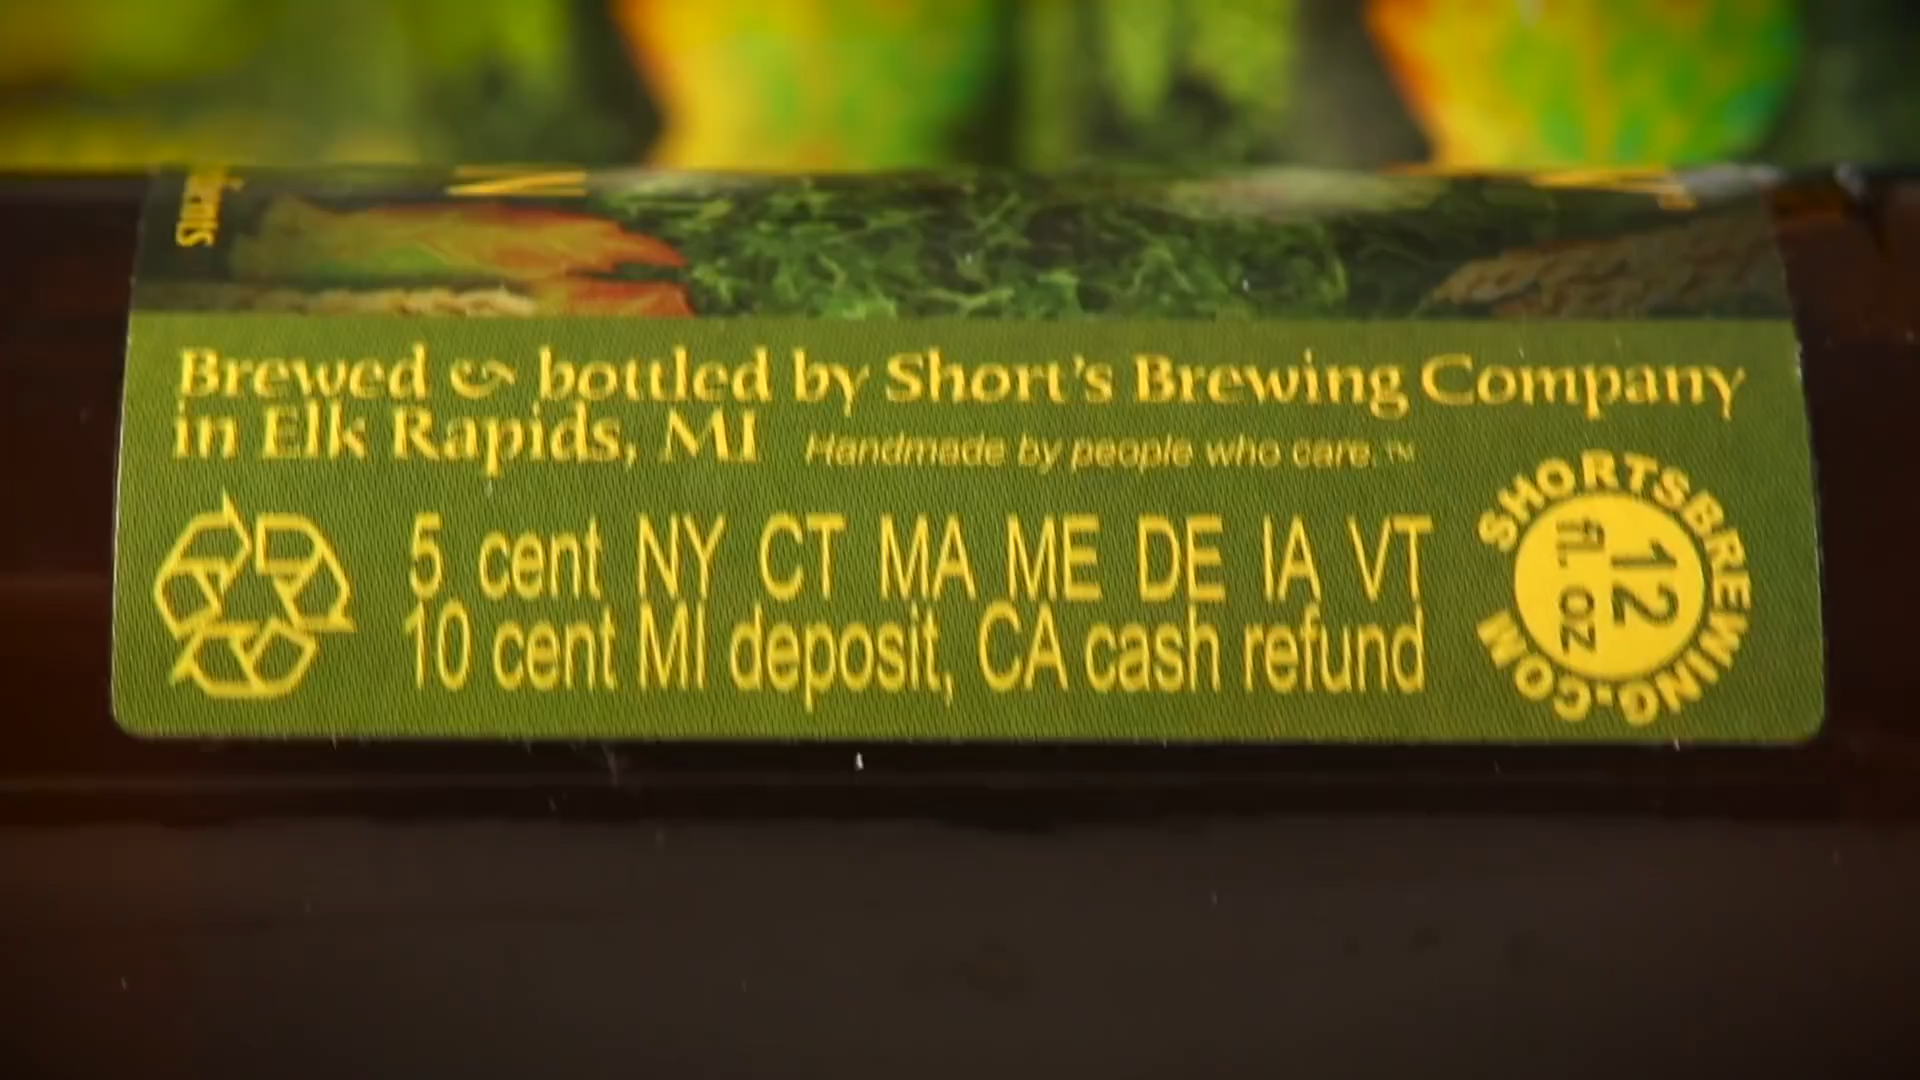 Brewed & bottled by Short's Brewing Company
in Elk Rapids, MI Handmade by people who care.™
5 cent NY CT MA ME DE IA VT
10 cent MI deposit, CA cash refund
SHORTSBREWING.COM
12
fl. oz